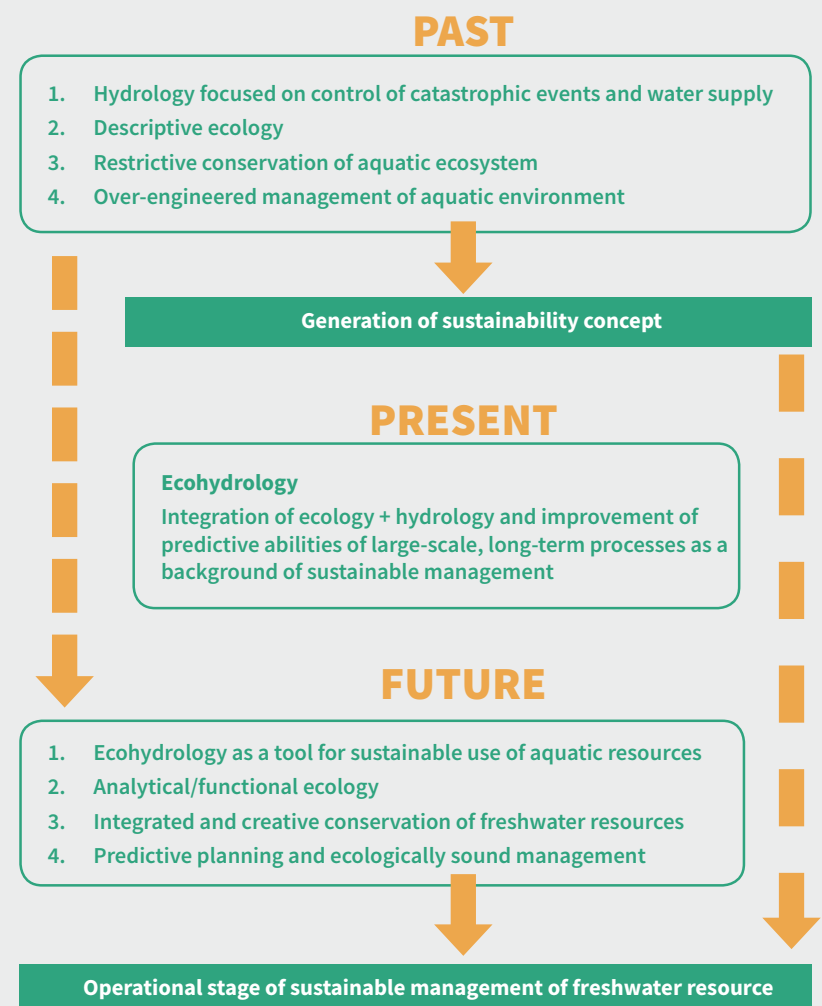 PAST
1. Hydrology focused on control of catastrophic events and water supply
2. Descriptive ecology
3. Restrictive conservation of aquatic ecosystem
4. Over-engineered management of aquatic environment
Generation of sustainability concept
PRESENT
Ecohydrology
Integration of ecology + hydrology and improvement of
predictive abilities of large-scale, long-term processes as a
background of sustainable management
FUTURE
1. Ecohydrology as a tool for sustainable use of aquatic resources
2. Analytical/functional ecology
3. Integrated and creative conservation of freshwater resources
4. Predictive planning and ecologically sound management
Operational stage of sustainable management of freshwater resource